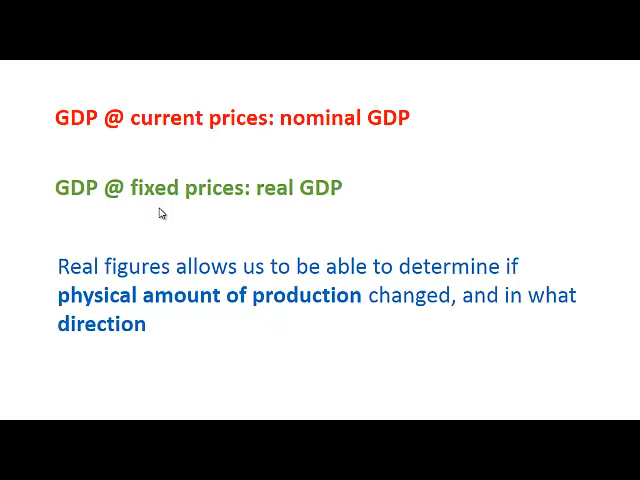 GDP @ current prices: nominal GDP
GDP @ fixed prices: real GDP
Real figures allows us to be able to determine if
physical amount of production changed, and in what
direction